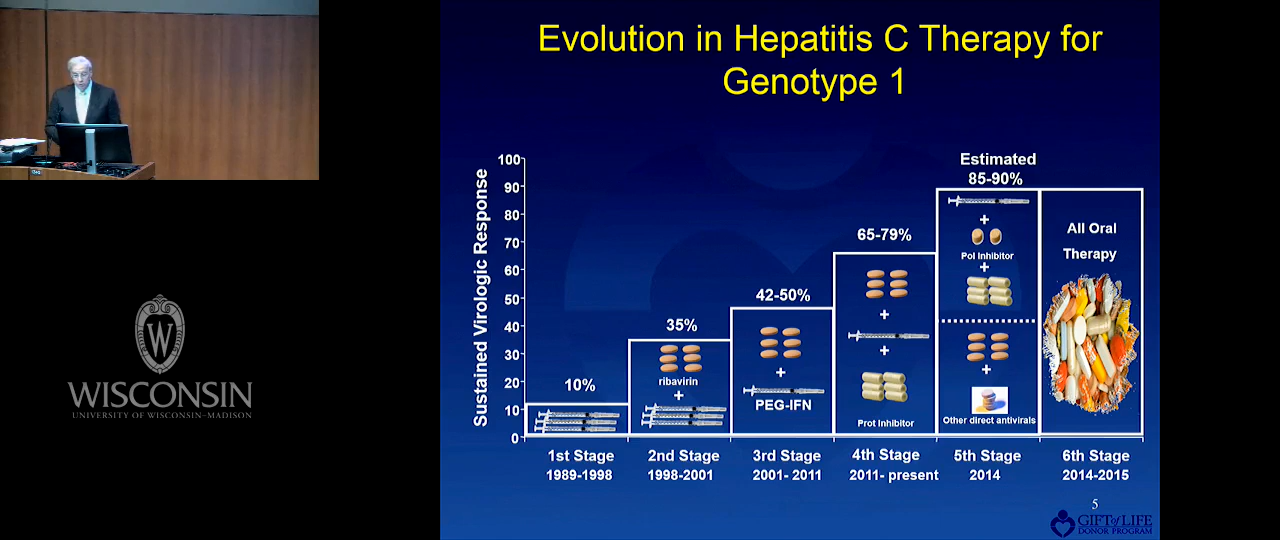 Evolution in Hepatitis C Therapy for
Genotype 1
Sustained Virologic Response
100
90
80
70
60
50
40
30
20
10
0
10%
35%
ribavirin
+
42-50%
+
PEG-IFN
65-79%
+
+
Prot Inhibitor
Estimated
85-90%
+
Pol Inhibitor
+
+
Other direct antivirals
All Oral
Therapy
1st Stage
1989-1998
2nd Stage
1998-2001
3rd Stage
2001- 2011
4th Stage
2011- present
5th Stage
2014
6th Stage
2014-2015
5
GIFT of LIFE
DONOR PROGRAM
W
WISCONSIN
UNIVERSITY OF WISCONSIN–MADISON